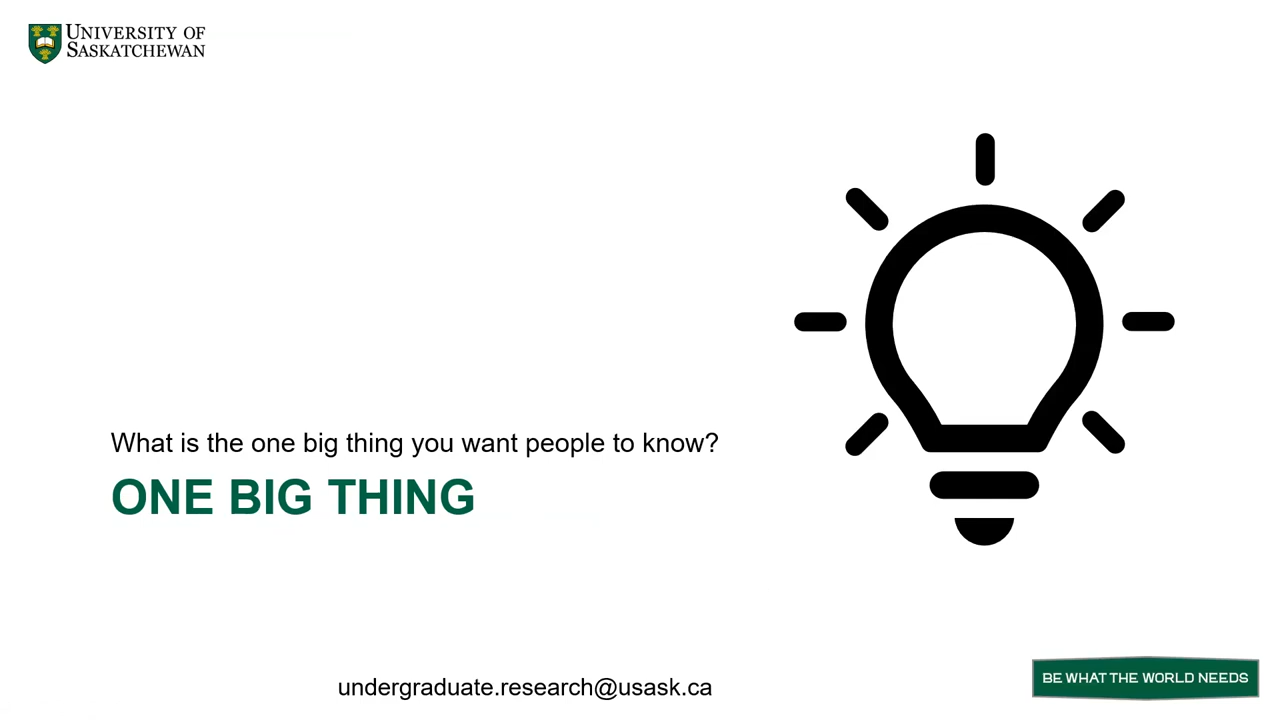 UNIVERSITY OF
SASKATCHEWAN
What is the one big thing you want people to know?
ONE BIG THING
undergraduate.research@usask.ca
BE WHAT THE WORLD NEEDS